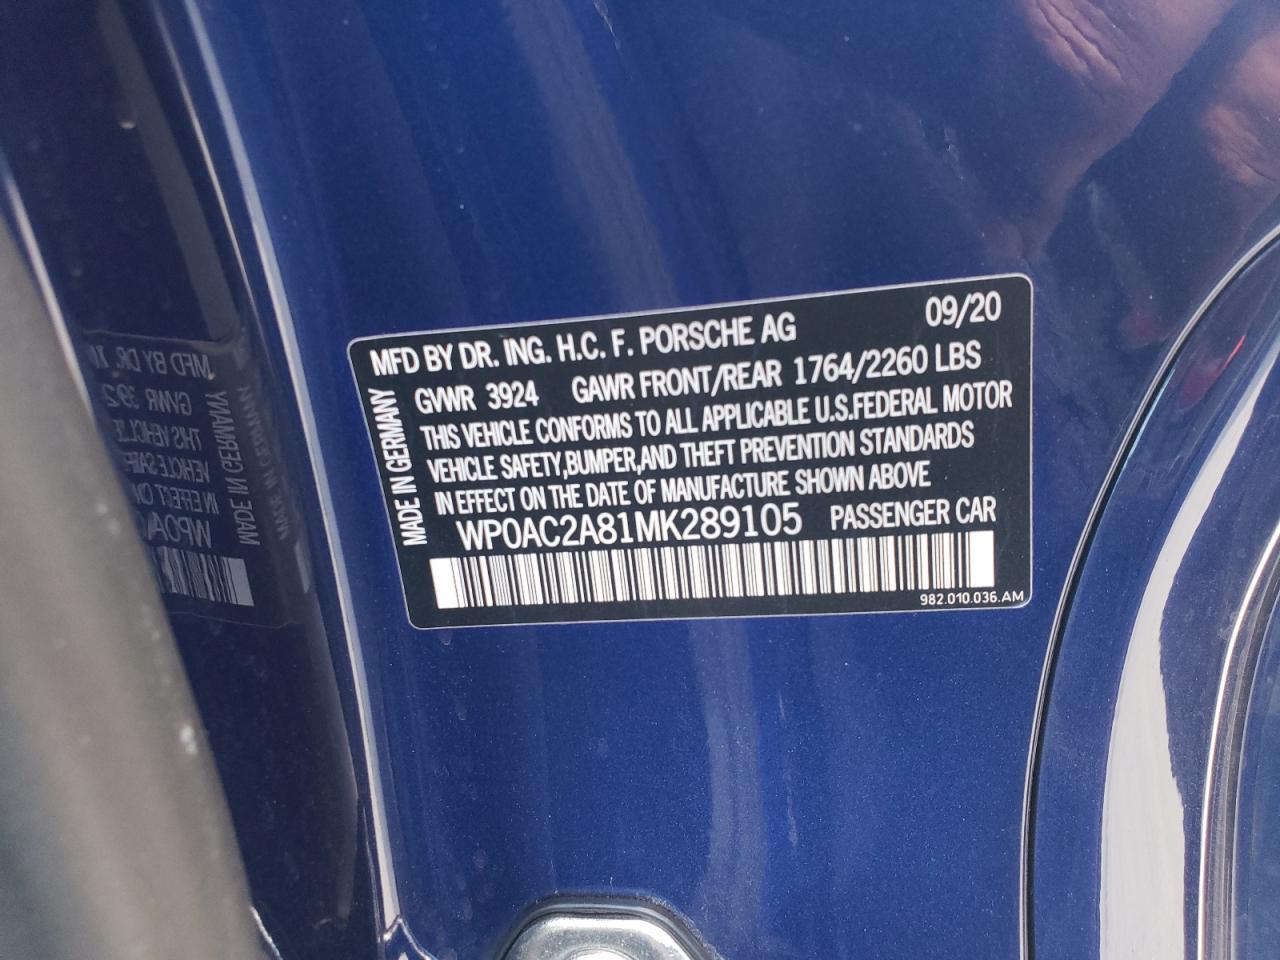 MFD BY DR. ING. H.C. F. PORSCHE AG 09/20
GVWR 3924 GAWR FRONT/REAR 1764/2260 LBS
THIS VEHICLE CONFORMS TO ALL APPLICABLE U.S.FEDERAL MOTOR
VEHICLE SAFETY,BUMPER,AND THEFT PREVENTION STANDARDS
IN EFFECT ON THE DATE OF MANUFACTURE SHOWN ABOVE
WP0AC2A81MK289105 PASSENGER CAR
982.010.036.AM
MADE IN GERMANY